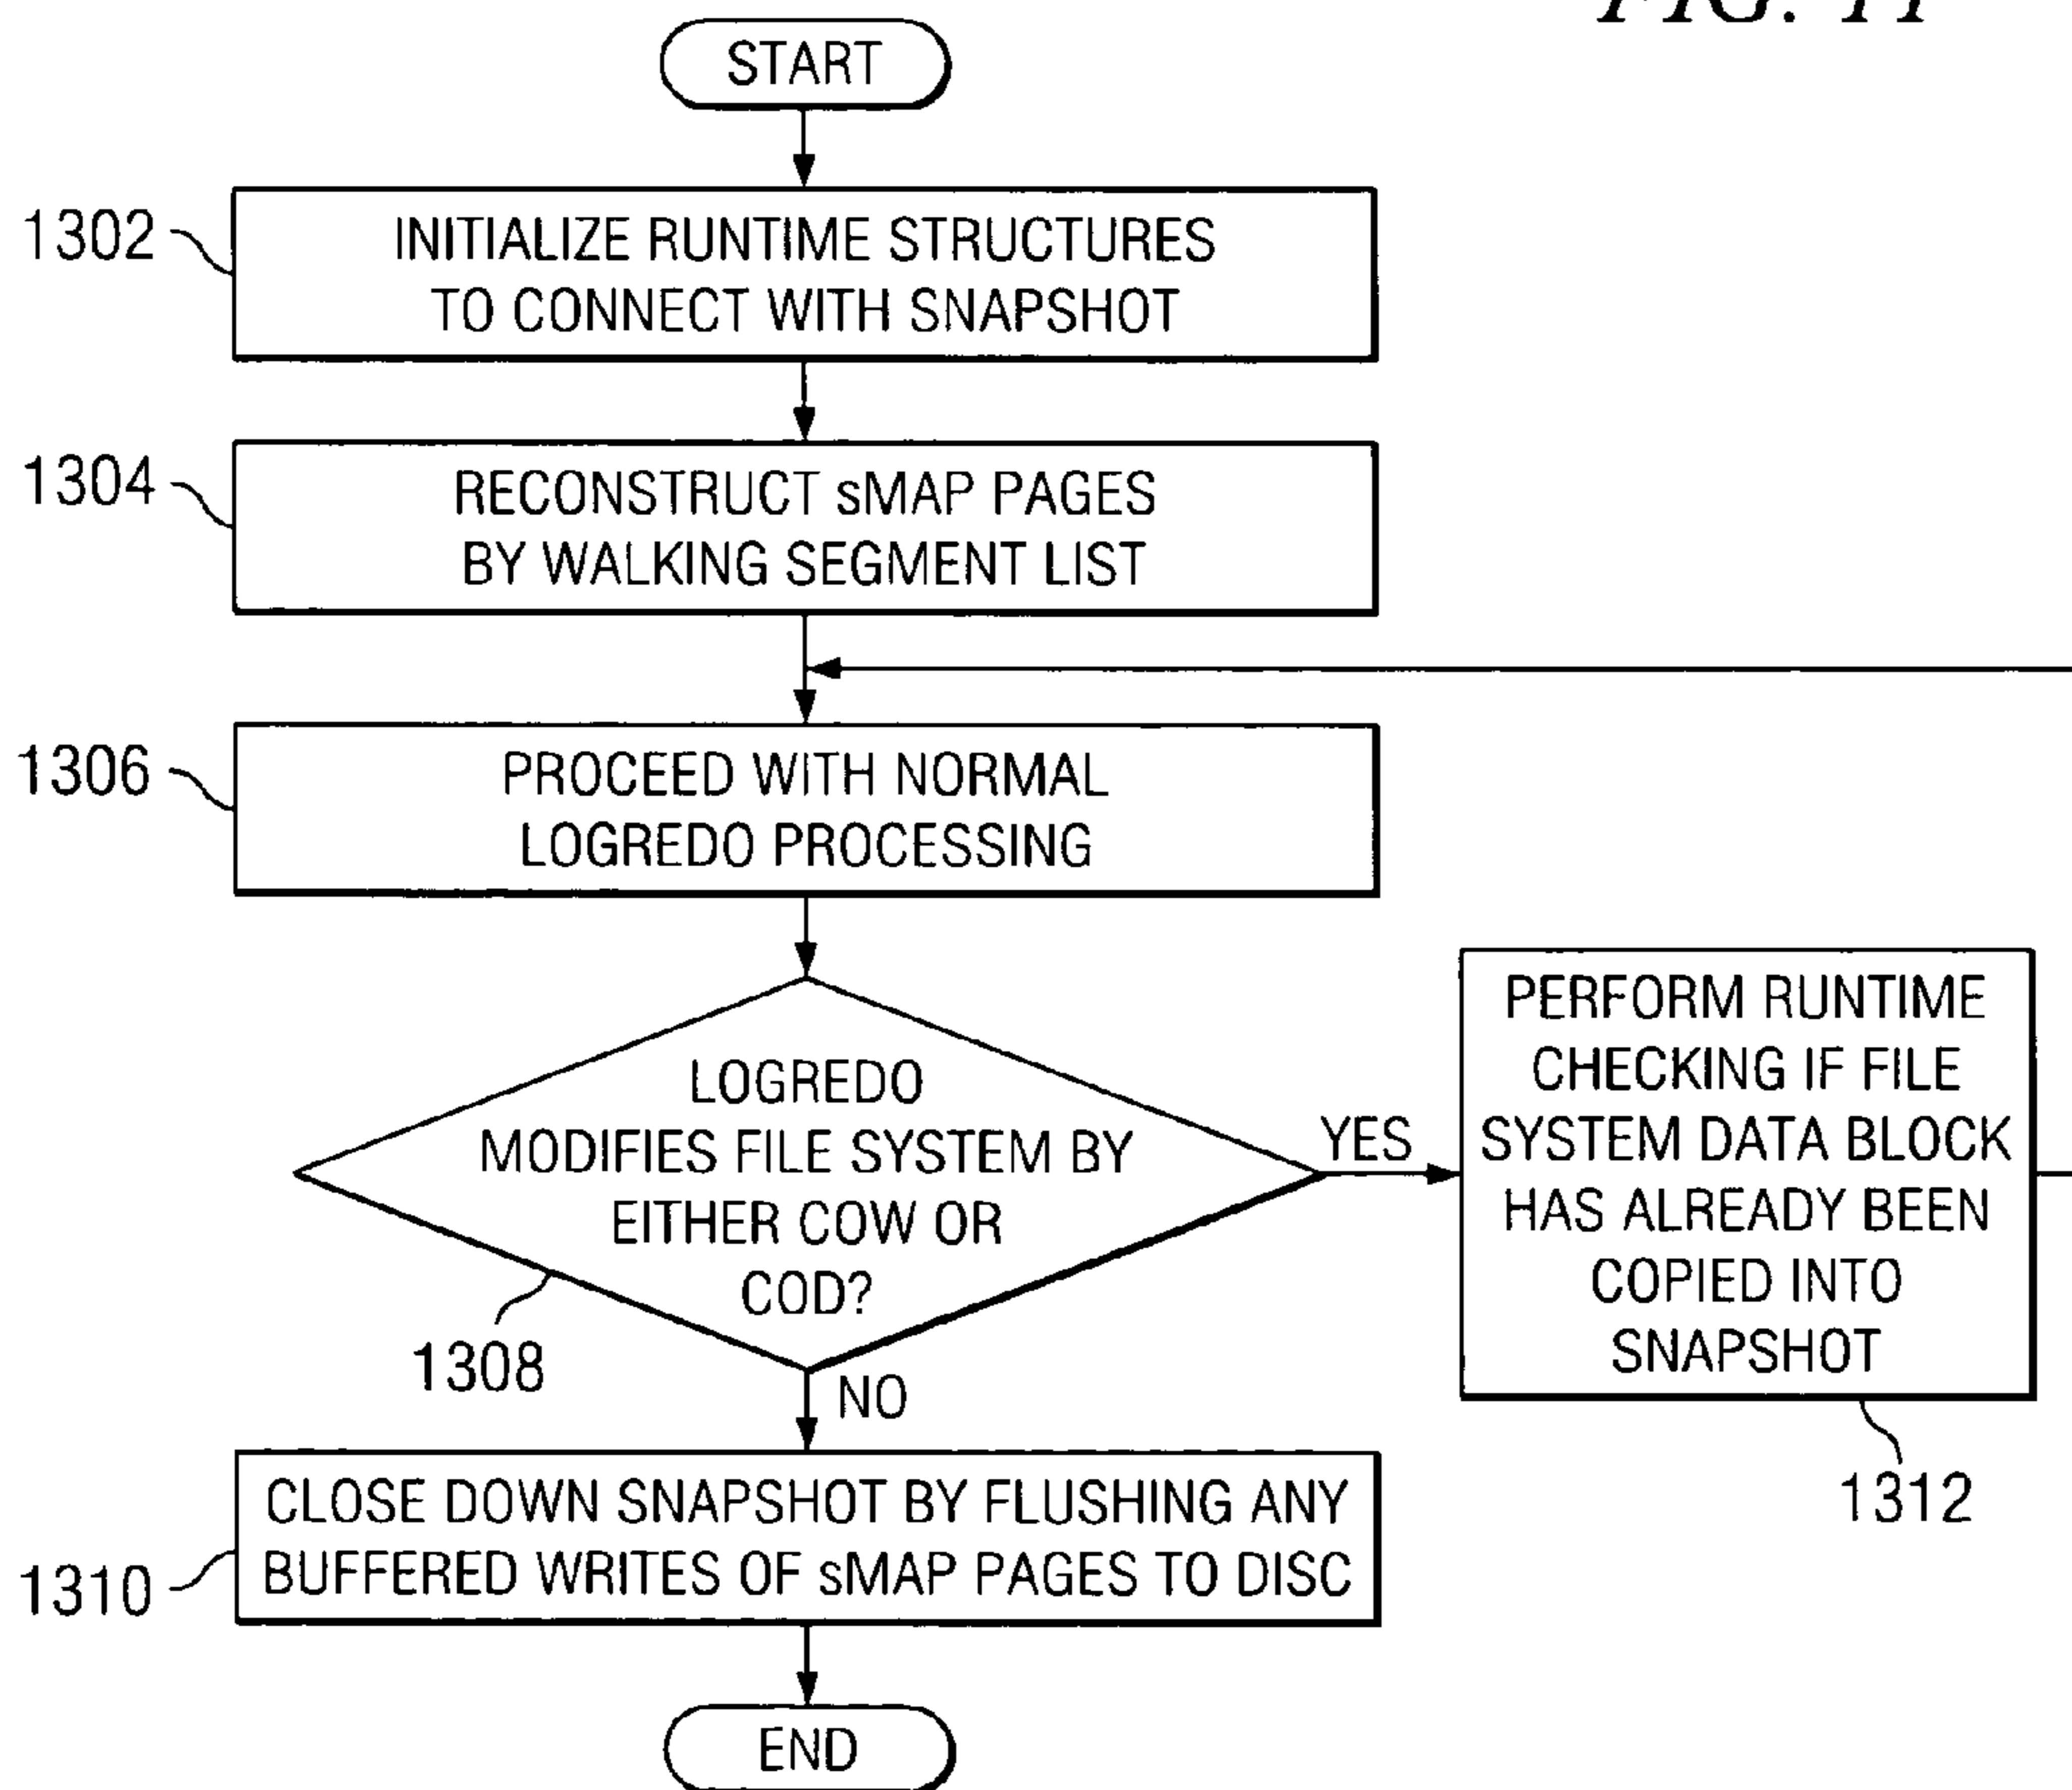 FIG. 11
START
1302
INITIALIZE RUNTIME STRUCTURES
TO CONNECT WITH SNAPSHOT
1304
RECONSTRUCT sMAP PAGES
BY WALKING SEGMENT LIST
1306
PROCEED WITH NORMAL
LOGREDO PROCESSING
LOGREDO
MODIFIES FILE SYSTEM BY
EITHER COW OR
COD?
1308
YES
PERFORM RUNTIME
CHECKING IF FILE
SYSTEM DATA BLOCK
HAS ALREADY BEEN
COPIED INTO
SNAPSHOT
1312
NO
1310
CLOSE DOWN SNAPSHOT BY FLUSHING ANY
BUFFERED WRITES OF sMAP PAGES TO DISC
END